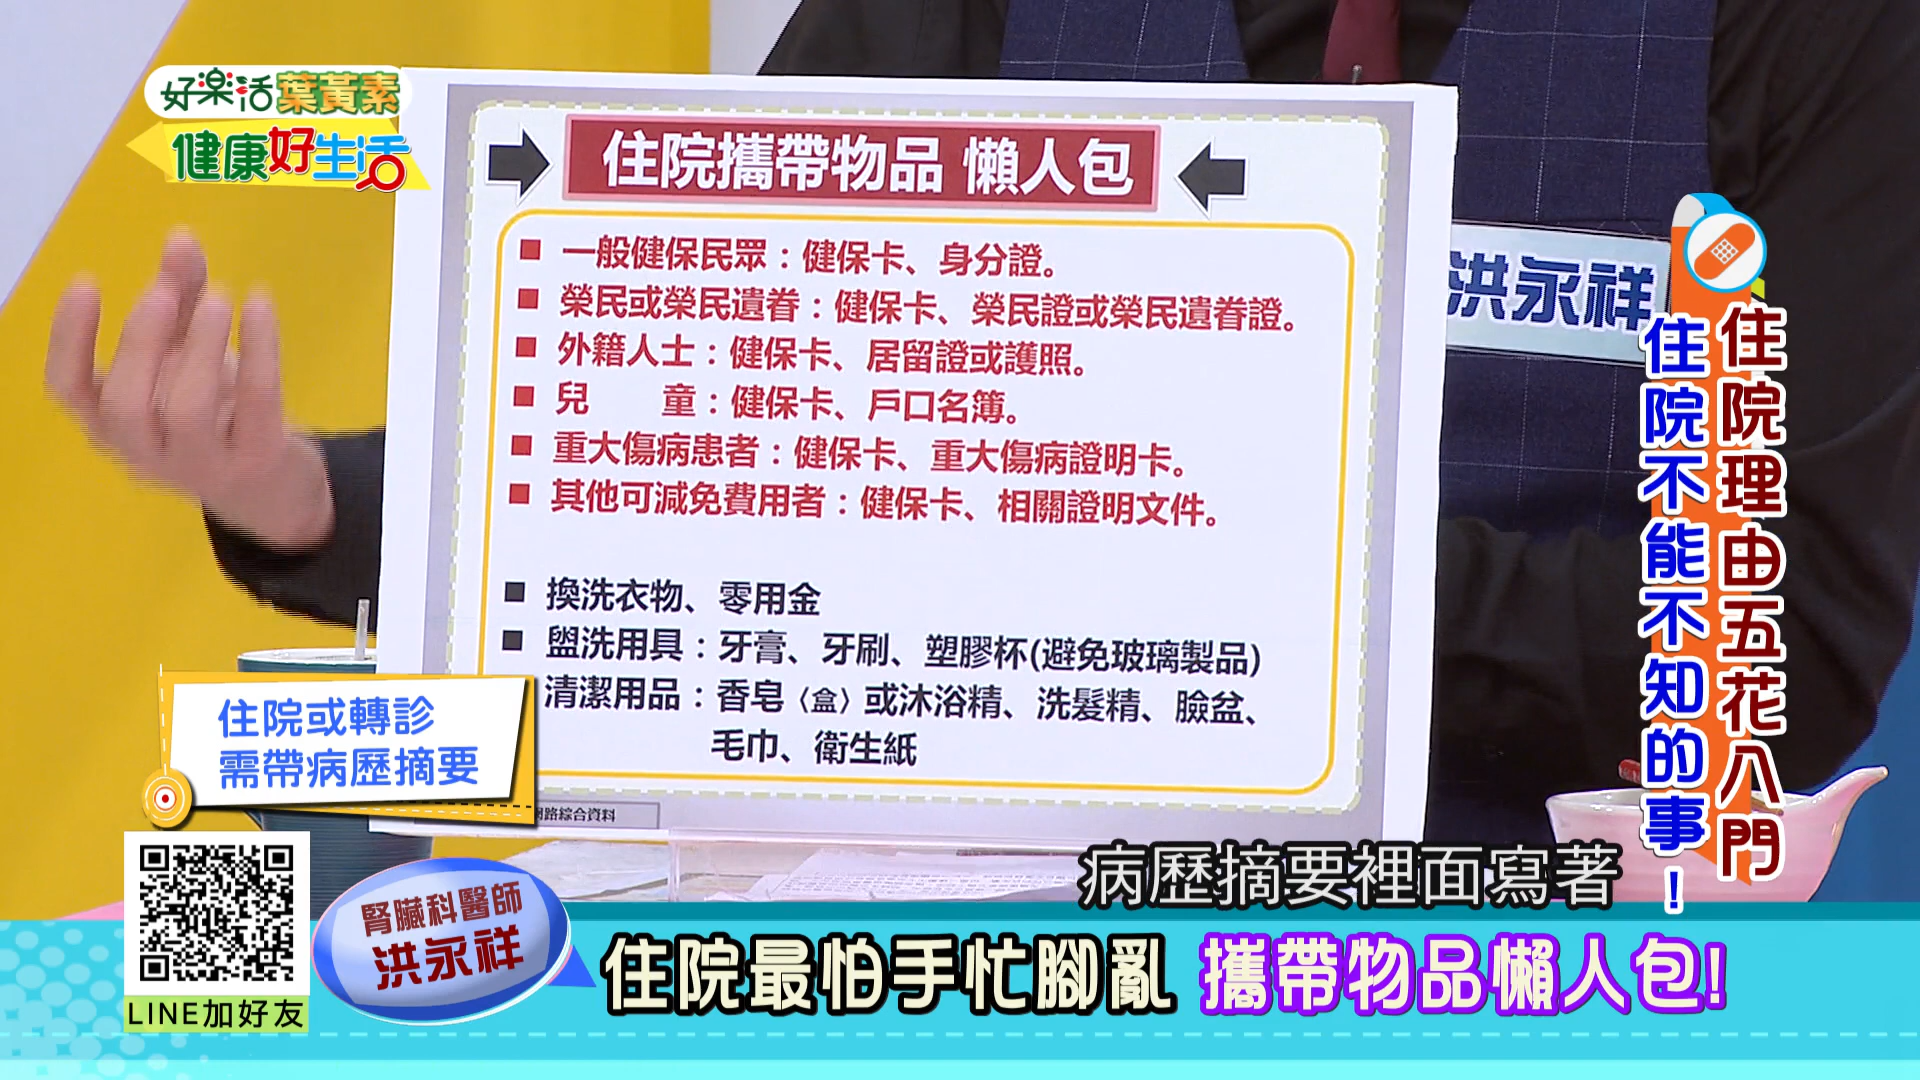 好楽活葉黃素
健康好生活
住院攜帶物品 懶人包
■ 一般健保民眾：健保卡、身分證。
■ 榮民或榮民遺眷：健保卡、榮民證或榮民遺眷證。
■ 外籍人士：健保卡、居留證或護照。
■ 兒　　童：健保卡、戶口名簿。
■ 重大傷病患者：健保卡、重大傷病證明卡。
■ 其他可減免費用者：健保卡、相關證明文件。
■ 換洗衣物、零用金
■ 盥洗用具：牙膏、牙刷、塑膠杯(避免玻璃製品)
清潔用品：香皂〈盒〉或沐浴精、洗髮精、臉盆、
毛巾、衛生紙
網路綜合資料
洪永祥
住院理由五花八門
住院不能不知的事！
住院或轉診
需帶病歷摘要
LINE加好友
腎臟科醫師
洪永祥
病歷摘要裡面寫著
住院最怕手忙腳亂 攜帶物品懶人包!